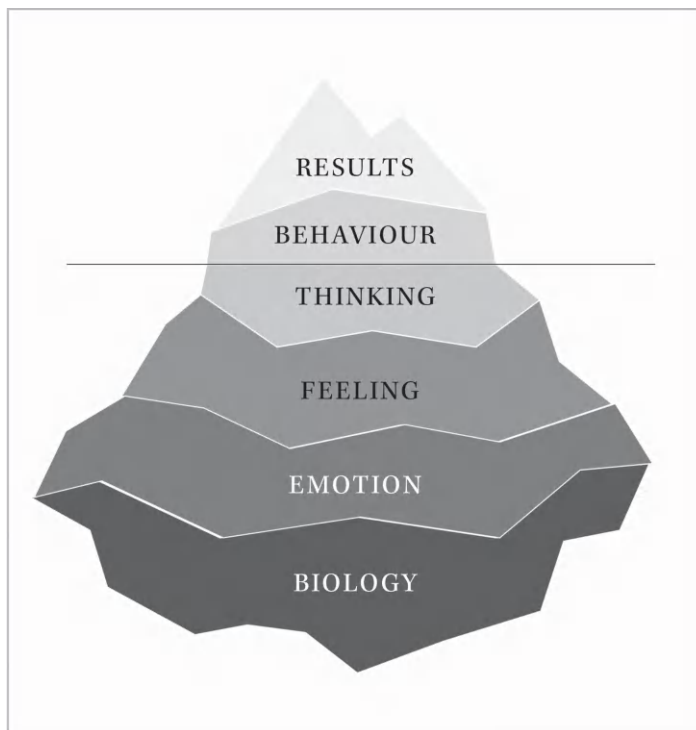 RESULTS
BEHAVIOUR
THINKING
FEELING
EMOTION
BIOLOGY